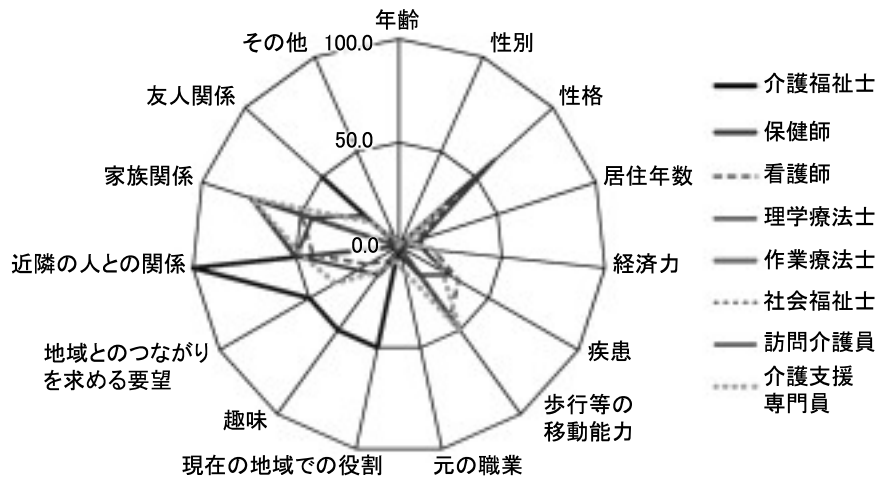 年齢
性別
性格
居住年数
経済力
疾患
歩行等の
移動能力
元の職業
現在の地域での役割
趣味
地域とのつながり
を求める要望
近隣の人との関係
家族関係
友人関係
その他
100.0
50.0
0.0
介護福祉士
保健師
看護師
理学療法士
作業療法士
社会福祉士
訪問介護員
介護支援
専門員